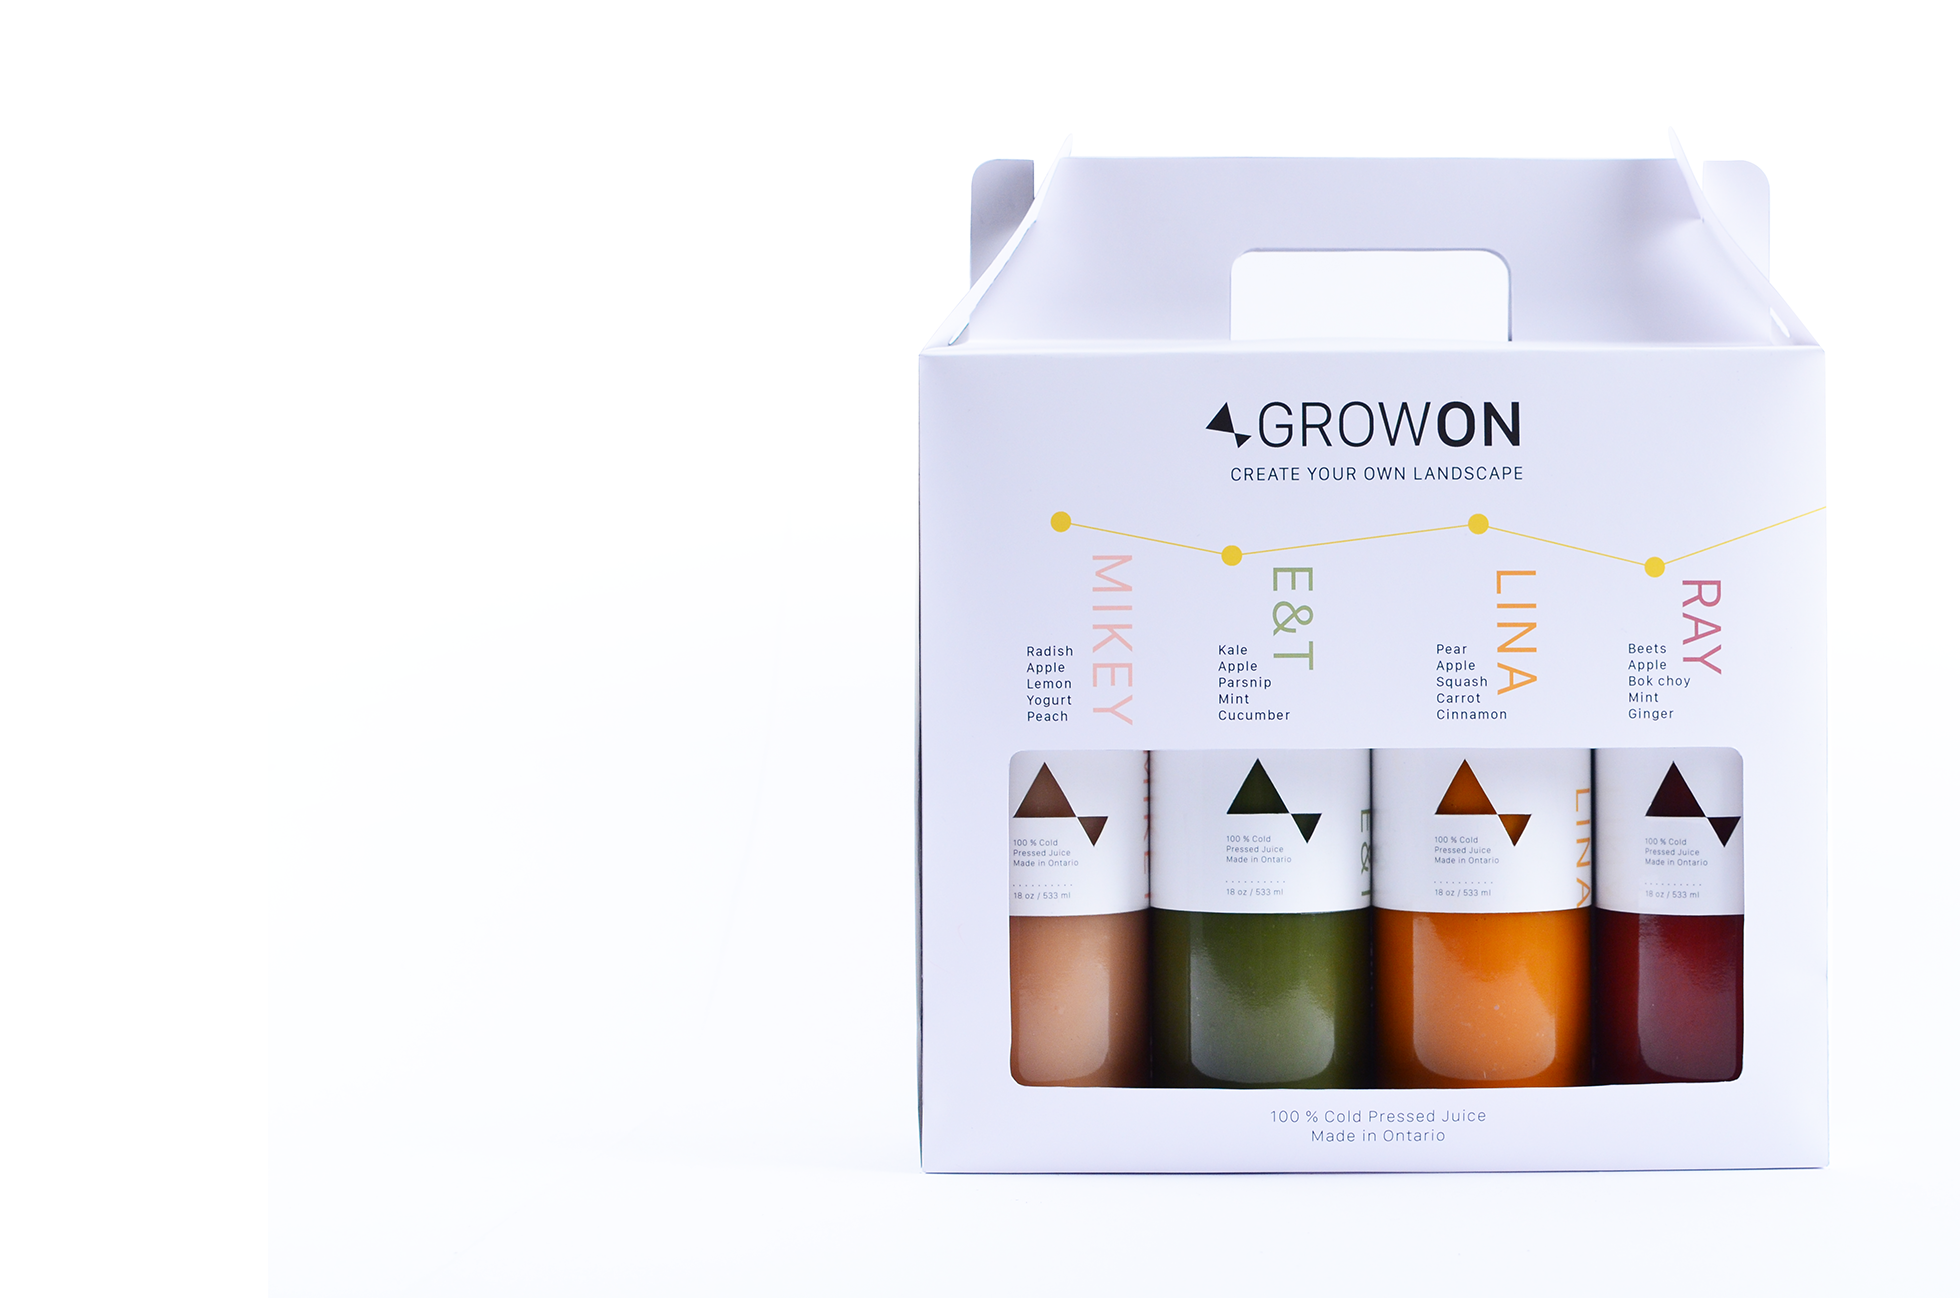 GROWON
CREATE YOUR OWN LANDSCAPE
MIKEY
Radish
Apple
Lemon
Yogurt
Peach
E&T
Kale
Apple
Parsnip
Mint
Cucumber
LINA
Pear
Apple
Squash
Carrot
Cinnamon
RAY
Beets
Apple
Bok choy
Mint
Ginger
100 % Cold
Pressed Juice
Made in Ontario
18 oz / 533 ml
MIKEY
100 % Cold
Pressed Juice
Made in Ontario
18 oz / 533 ml
E&T
100 % Cold
Pressed Juice
Made in Ontario
18 oz / 533 ml
LINA
100 % Cold
Pressed Juice
Made in Ontario
18 oz / 533 ml
100 % Cold Pressed Juice
Made in Ontario